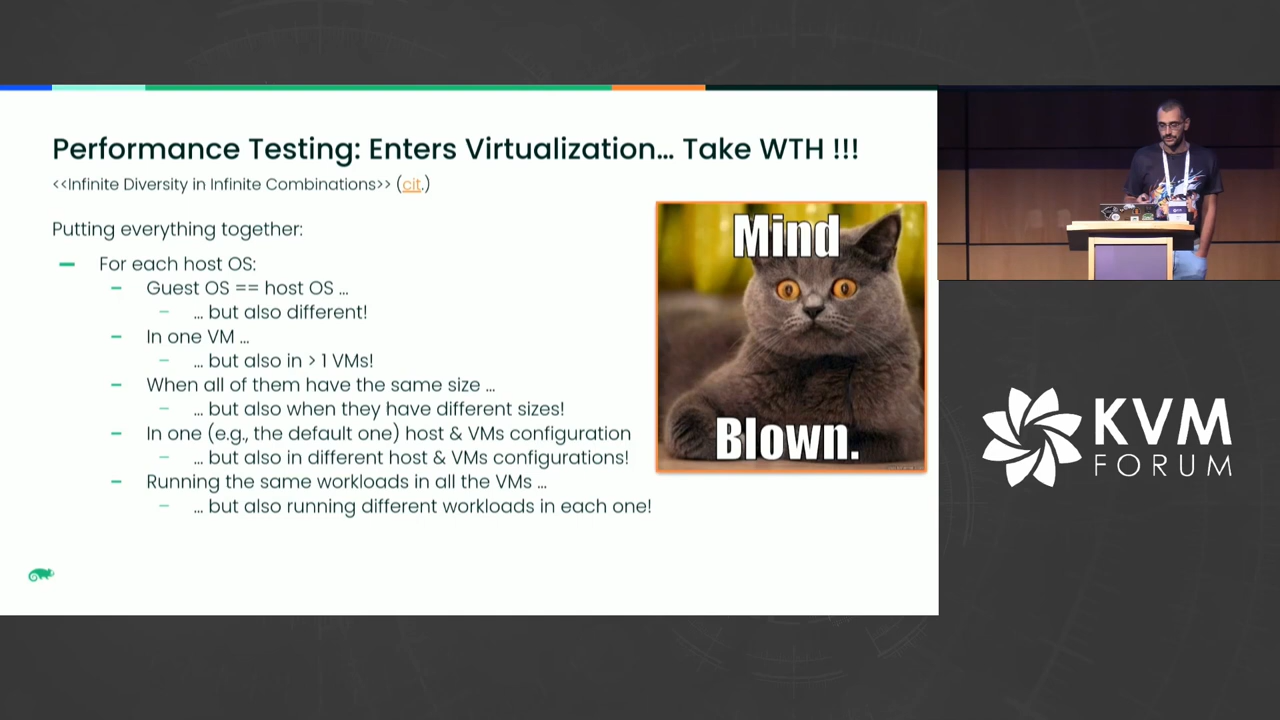 Performance Testing: Enters Virtualization... Take WTH !!!
<<Infinite Diversity in Infinite Combinations>> (cit.)
Putting everything together:
For each host OS:
Guest OS == host OS ...
... but also different!
In one VM ...
... but also in > 1 VMs!
When all of them have the same size ...
... but also when they have different sizes!
In one (e.g., the default one) host & VMs configuration
... but also in different host & VMs configurations!
Running the same workloads in all the VMs ...
... but also running different workloads in each one!
Mind
Blown.
KVM
FORUM